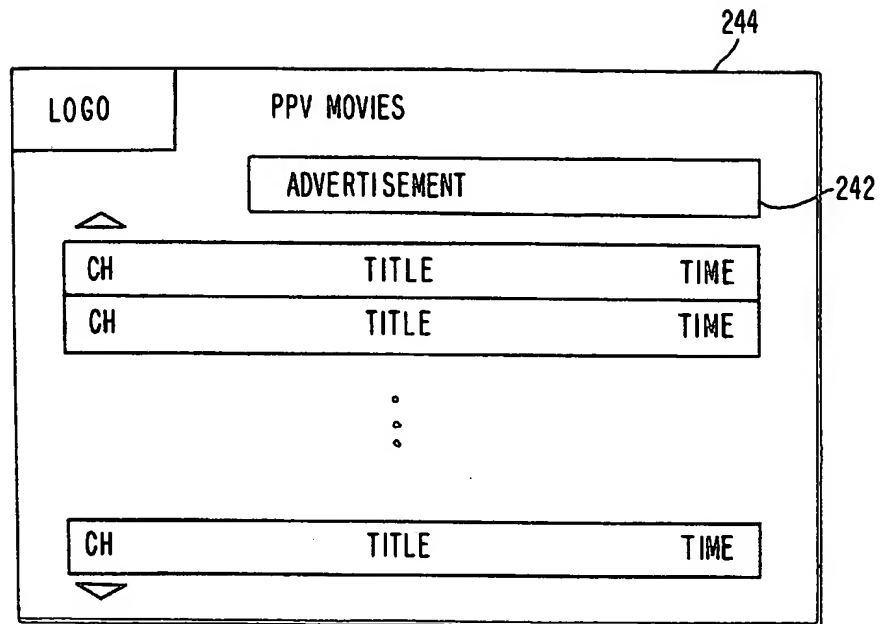 244
LOGO PPV MOVIES
ADVERTISEMENT
242
CH TITLE TIME
CH TITLE TIME
CH TITLE TIME